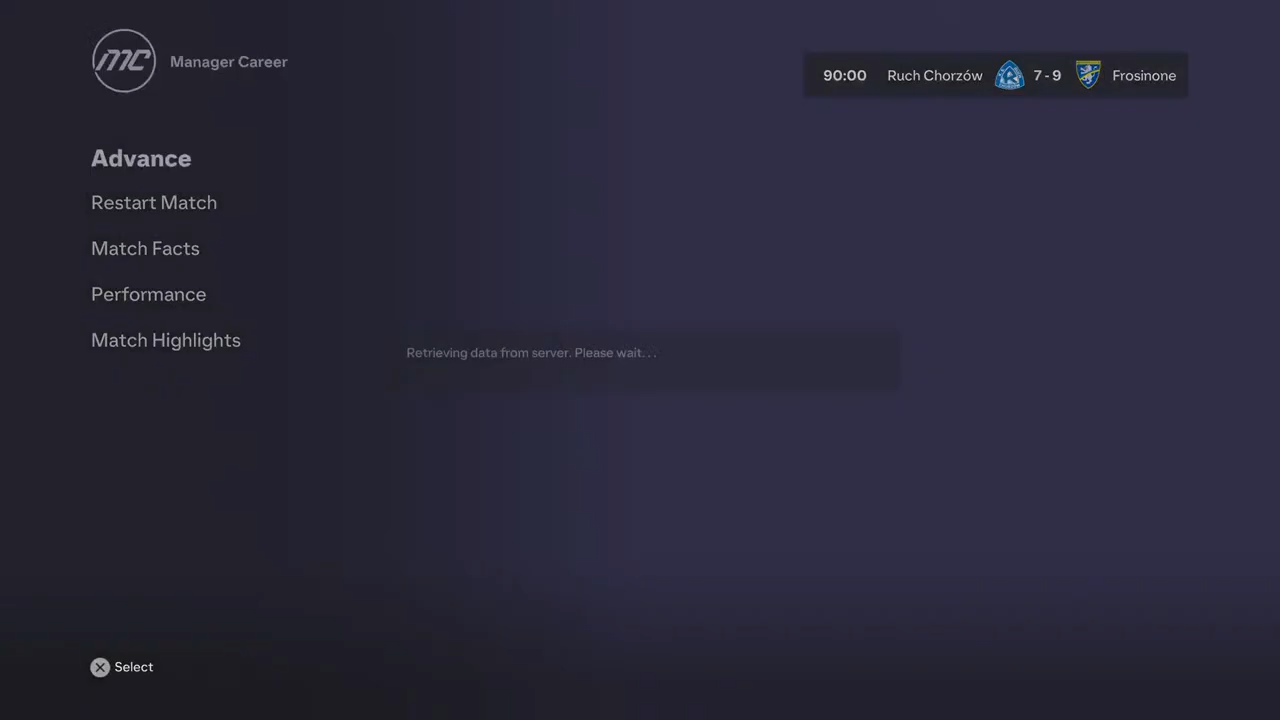 MC Manager Career
90:00 Ruch Chorzów 7 - 9 Frosinone
Advance
Restart Match
Match Facts
Performance
Match Highlights
Retrieving data from server. Please wait...
Select